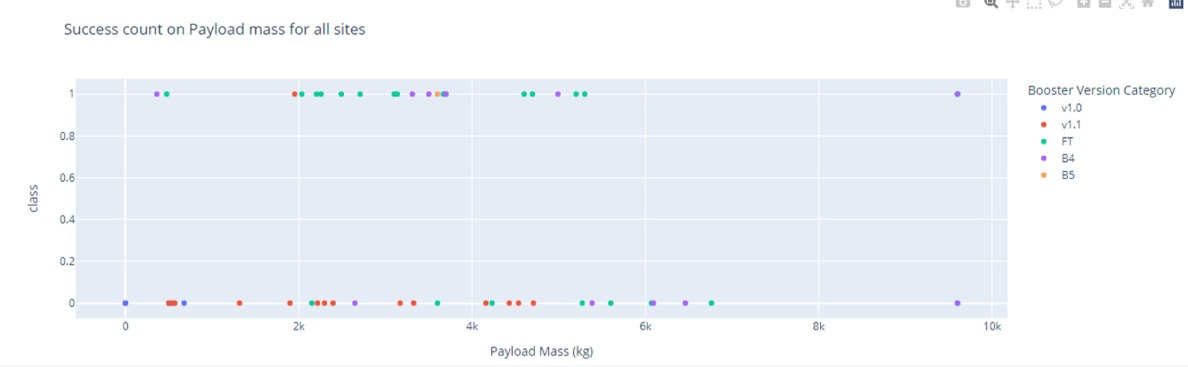 Success count on Payload mass for all sites
1
0.8
0.6
0.4
0.2
0
class
0
2k
4k
6k
8k
10k
Payload Mass (kg)
Booster Version Category
v1.0
v1.1
FT
B4
B5